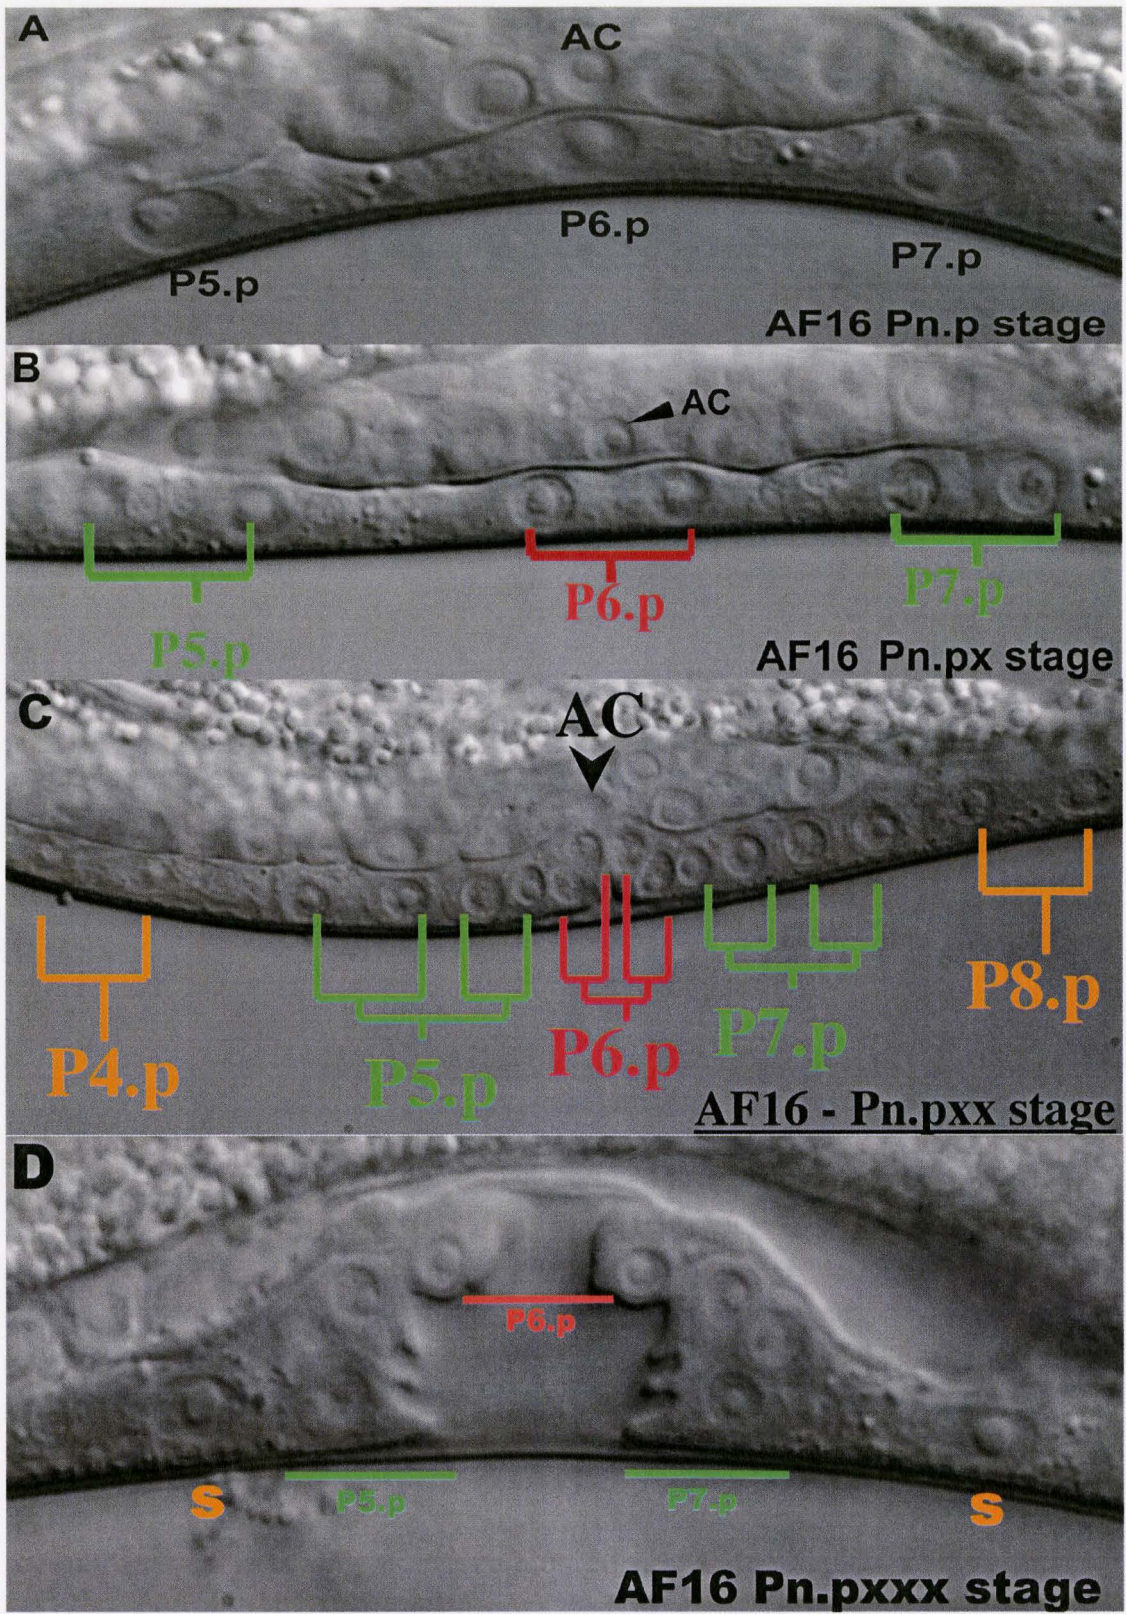 A
AC
P6.p
P7.p
P5.p
AF16 Pn.p stage
B
AC
P6.p
P7.p
P5.p
AF16 Pn.px stage
C
AC
P8.p
P7.p
P6.p
P5.p
P4.p
AF16 - Pn.pxx stage
D
P6.p
P5.p
P7.p
S
S
AF16 Pn.pxxx stage